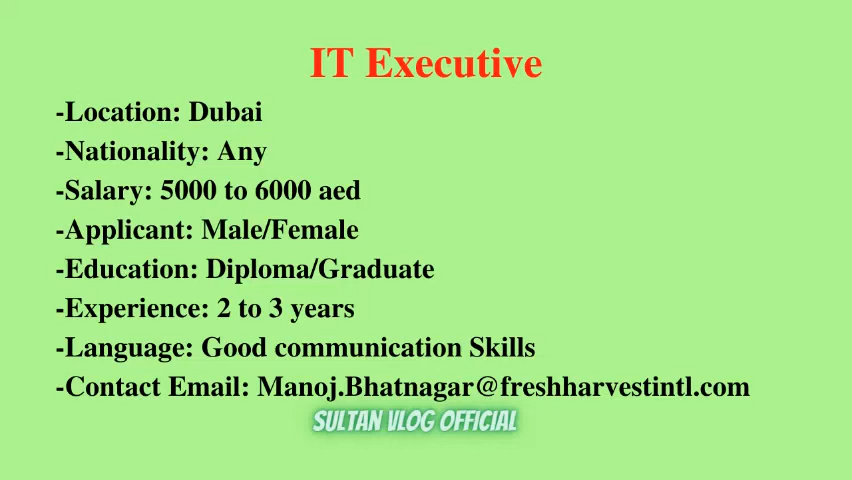 IT Executive
-Location: Dubai
-Nationality: Any
-Salary: 5000 to 6000 aed
-Applicant: Male/Female
-Education: Diploma/Graduate
-Experience: 2 to 3 years
-Language: Good communication Skills
-Contact Email: Manoj.Bhatnagar@freshharvestintl.com
SULTAN VLOG OFFICIAL